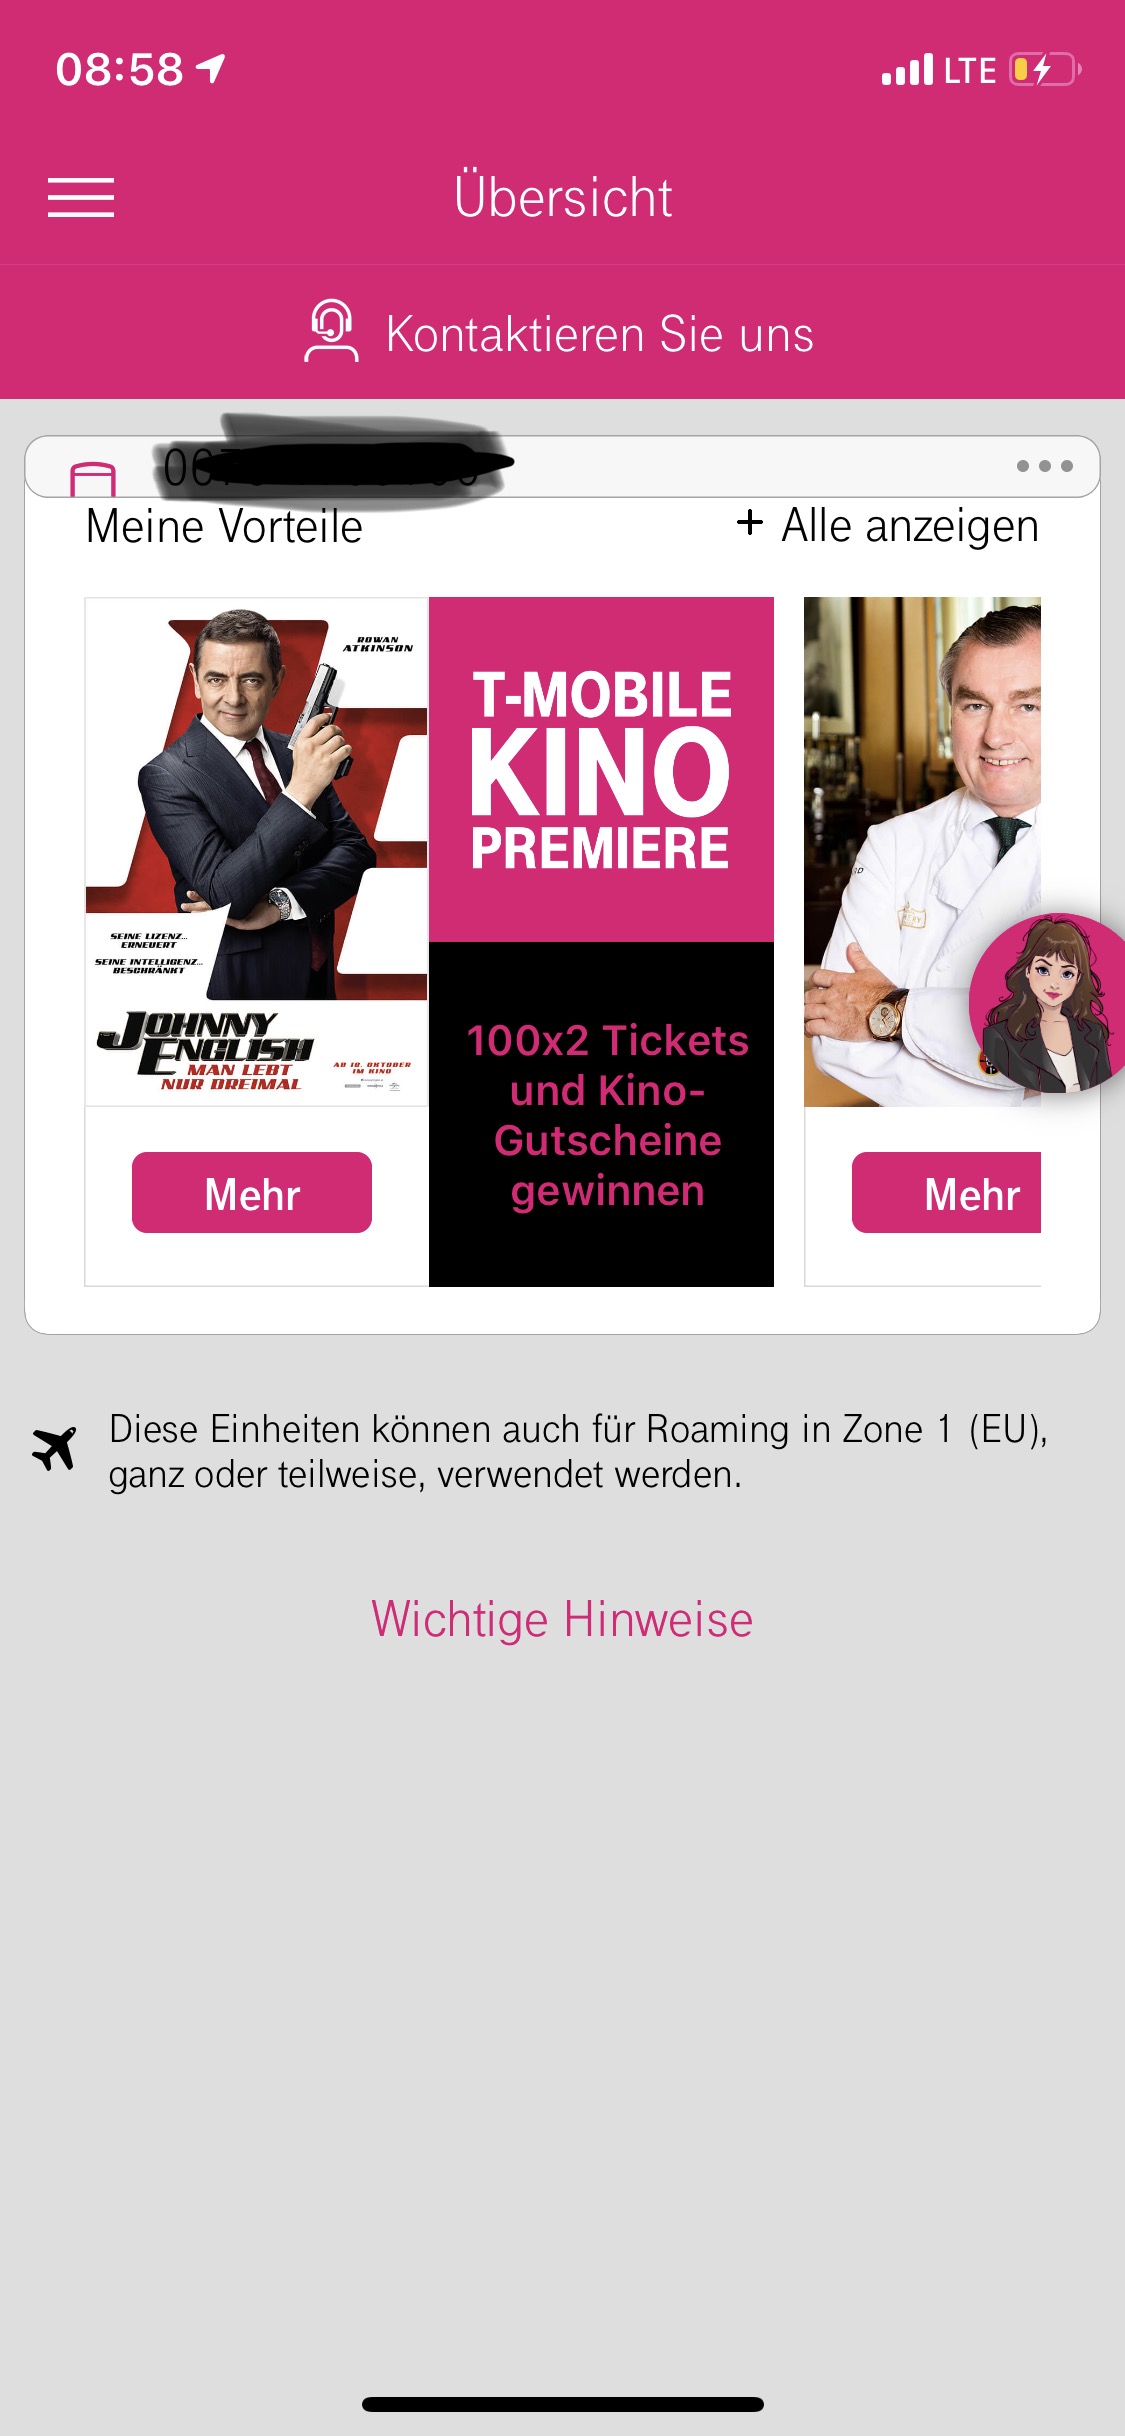 08:58
LTE
Übersicht
Kontaktieren Sie uns
Meine Vorteile
+ Alle anzeigen
ROWAN
ATKINSON
SEINE LIZENZ...
ERNEUERT
SEINE INTELLIGENZ...
BESCHRÄNKT
JOHNNY
ENGLISH
MAN LEBT
NUR DREIMAL
AB 18. OKTOBER
IM KINO
Mehr
T-MOBILE
KINO
PREMIERE
100x2 Tickets
und Kino-
Gutscheine
gewinnen
Mehr
Diese Einheiten können auch für Roaming in Zone 1 (EU),
ganz oder teilweise, verwendet werden.
Wichtige Hinweise